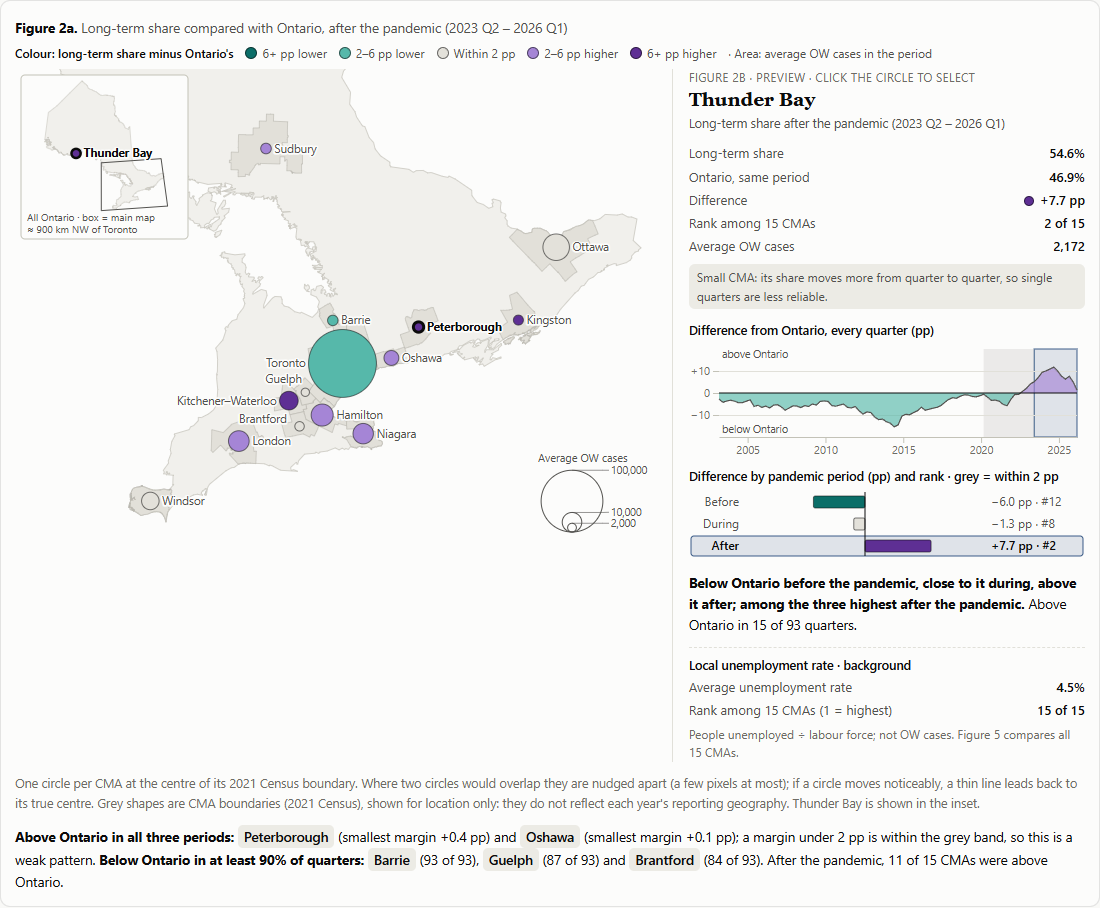 Figure 2a. Long-term share compared with Ontario, after the pandemic (2023 Q2 – 2026 Q1)
Colour: long-term share minus Ontario's 6+ pp lower 2–6 pp lower Within 2 pp 2–6 pp higher 6+ pp higher · Area: average OW cases in the period
Thunder Bay
All Ontario · box = main map
≈ 900 km NW of Toronto
Sudbury
Ottawa
Barrie
Peterborough
Kingston
Toronto
Oshawa
Guelph
Kitchener–Waterloo
Brantford
Hamilton
London
Niagara
Windsor
Average OW cases
100,000
10,000
2,000
FIGURE 2B · PREVIEW · CLICK THE CIRCLE TO SELECT
Thunder Bay
Long-term share after the pandemic (2023 Q2 – 2026 Q1)
Long-term share 54.6%
Ontario, same period 46.9%
Difference +7.7 pp
Rank among 15 CMAs 2 of 15
Average OW cases 2,172
Small CMA: its share moves more from quarter to quarter, so single
quarters are less reliable.
Difference from Ontario, every quarter (pp)
above Ontario
+10
0
−10
below Ontario
2005 2010 2015 2020 2025
Difference by pandemic period (pp) and rank · grey = within 2 pp
Before −6.0 pp · #12
During −1.3 pp · #8
After +7.7 pp · #2
Below Ontario before the pandemic, close to it during, above
it after; among the three highest after the pandemic. Above
Ontario in 15 of 93 quarters.
Local unemployment rate · background
Average unemployment rate 4.5%
Rank among 15 CMAs (1 = highest) 15 of 15
People unemployed ÷ labour force; not OW cases. Figure 5 compares all
15 CMAs.
One circle per CMA at the centre of its 2021 Census boundary. Where two circles would overlap they are nudged apart (a few pixels at most); if a circle moves noticeably, a thin line leads back to
its true centre. Grey shapes are CMA boundaries (2021 Census), shown for location only: they do not reflect each year's reporting geography. Thunder Bay is shown in the inset.
Above Ontario in all three periods: Peterborough (smallest margin +0.4 pp) and Oshawa (smallest margin +0.1 pp); a margin under 2 pp is within the grey band, so this is a
weak pattern. Below Ontario in at least 90% of quarters: Barrie (93 of 93), Guelph (87 of 93) and Brantford (84 of 93). After the pandemic, 11 of 15 CMAs were above
Ontario.